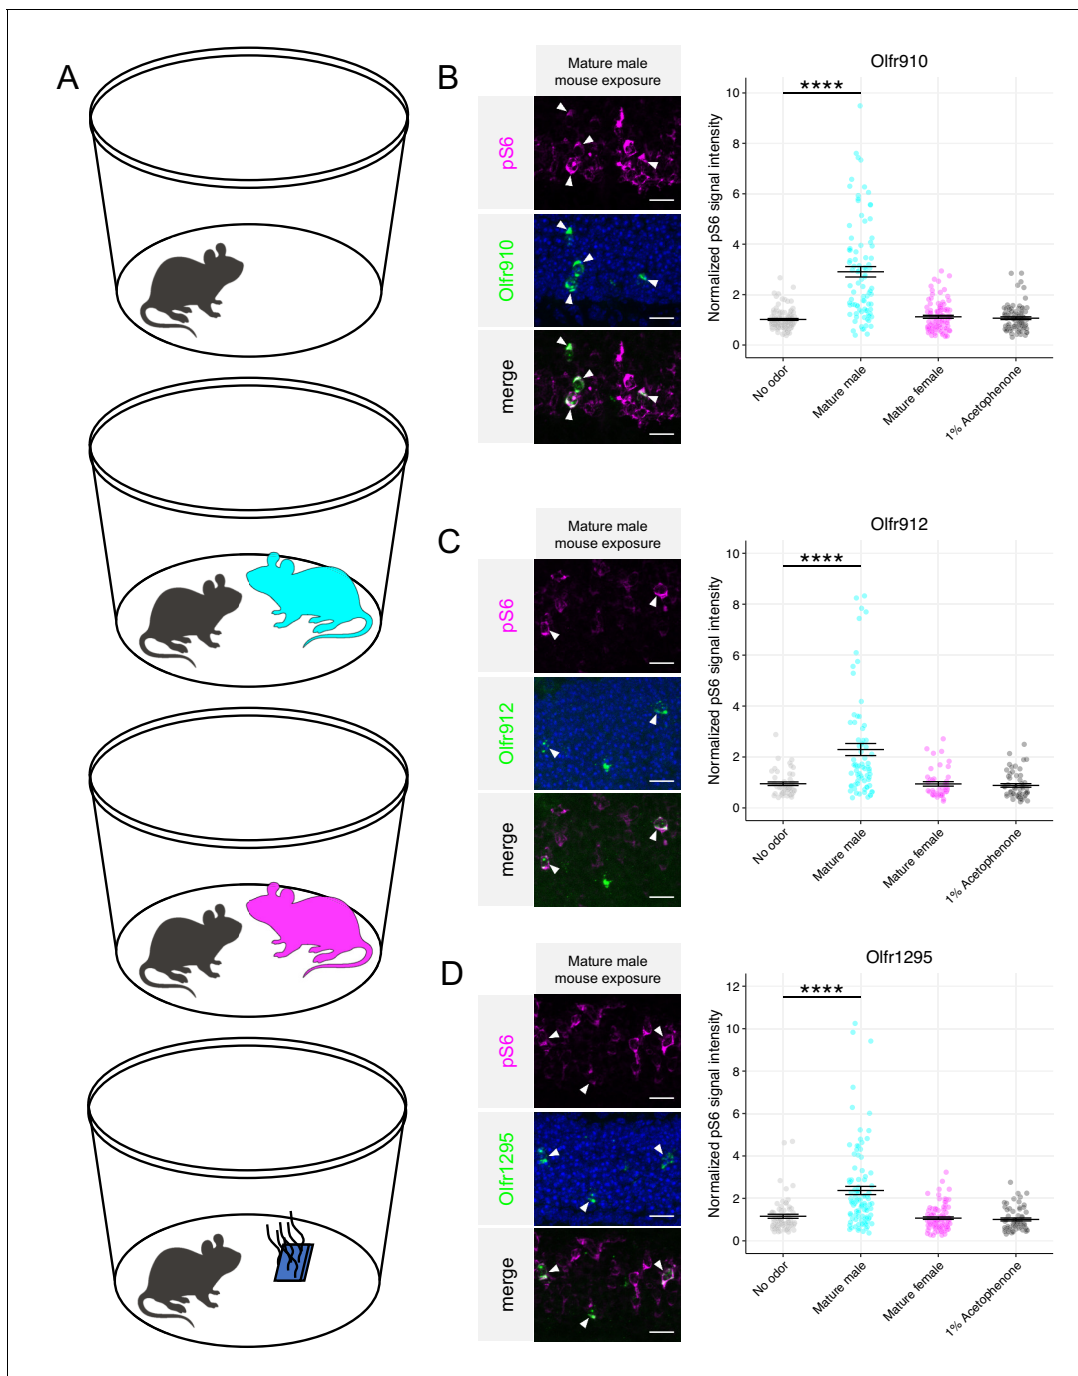 A
B
Mature male
mouse exposure
pS6
Olfr910
merge
Olfr910
Normalized pS6 signal intensity
10
8
6
4
2
0
****
No odor
Mature male
Mature female
1% Acetophenone
C
Mature male
mouse exposure
pS6
Olfr912
merge
Olfr912
Normalized pS6 signal intensity
10
8
6
4
2
0
****
No odor
Mature male
Mature female
1% Acetophenone
D
Mature male
mouse exposure
pS6
Olfr1295
merge
Olfr1295
Normalized pS6 signal intensity
12
10
8
6
4
2
0
****
No odor
Mature male
Mature female
1% Acetophenone